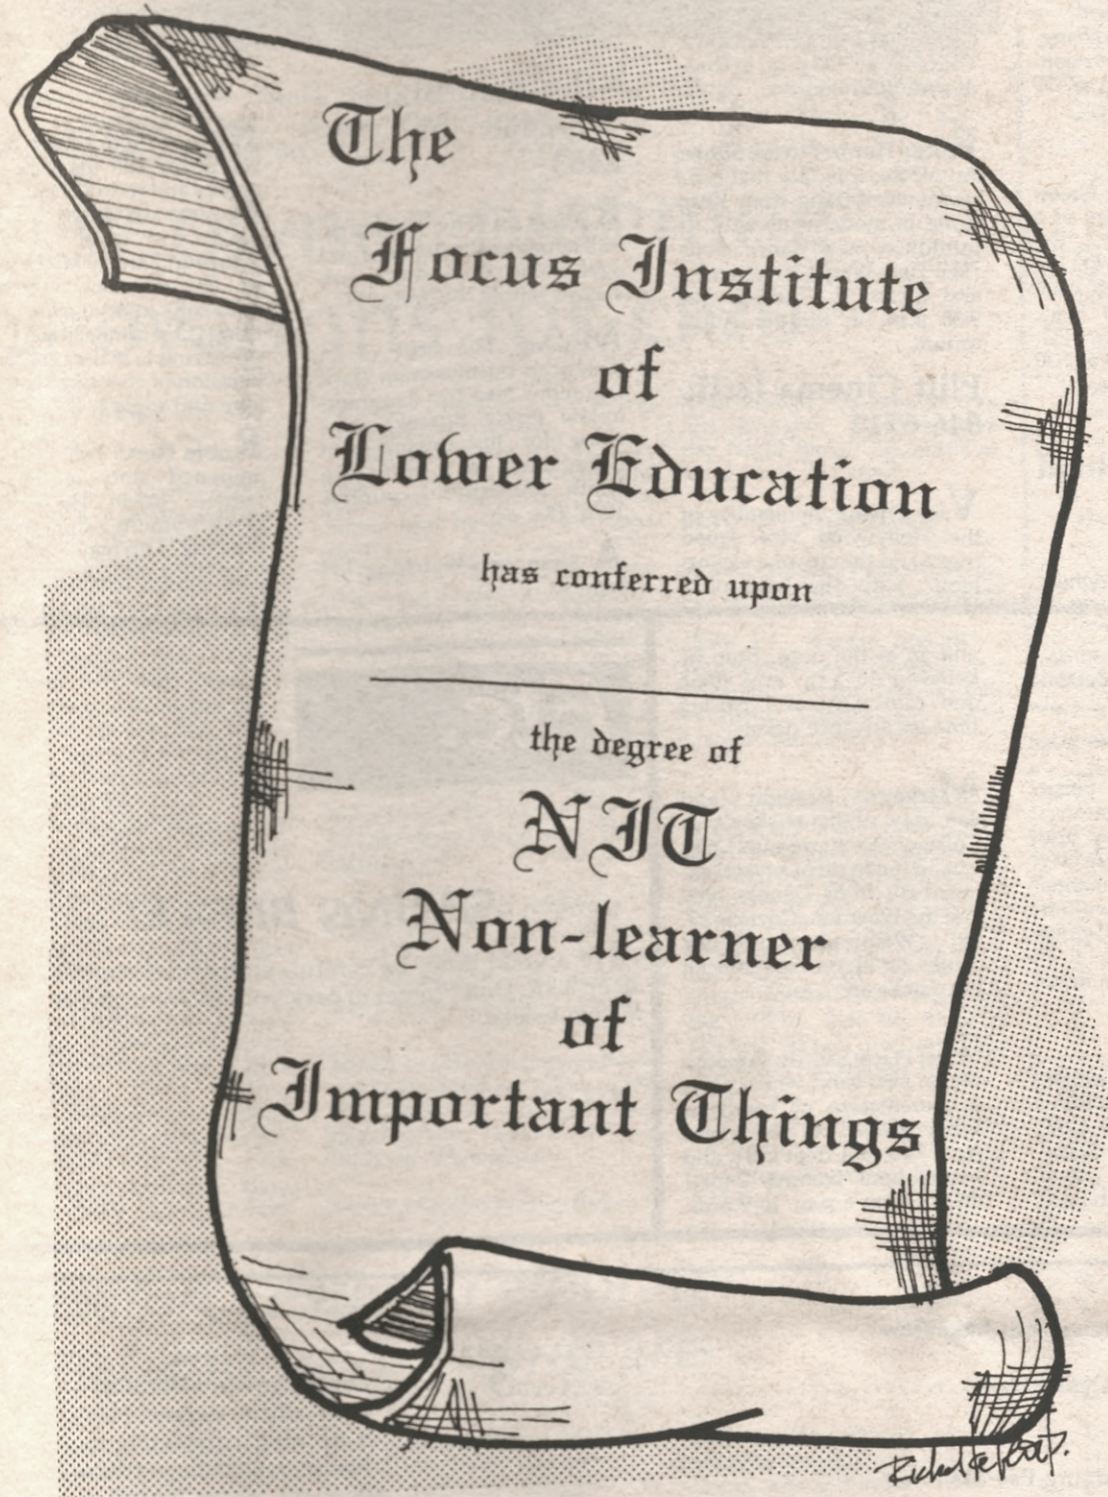 The
Focus Institute
of
Lower Education
has conferred upon
the degree of
NIT
Non-learner
of
Important Things